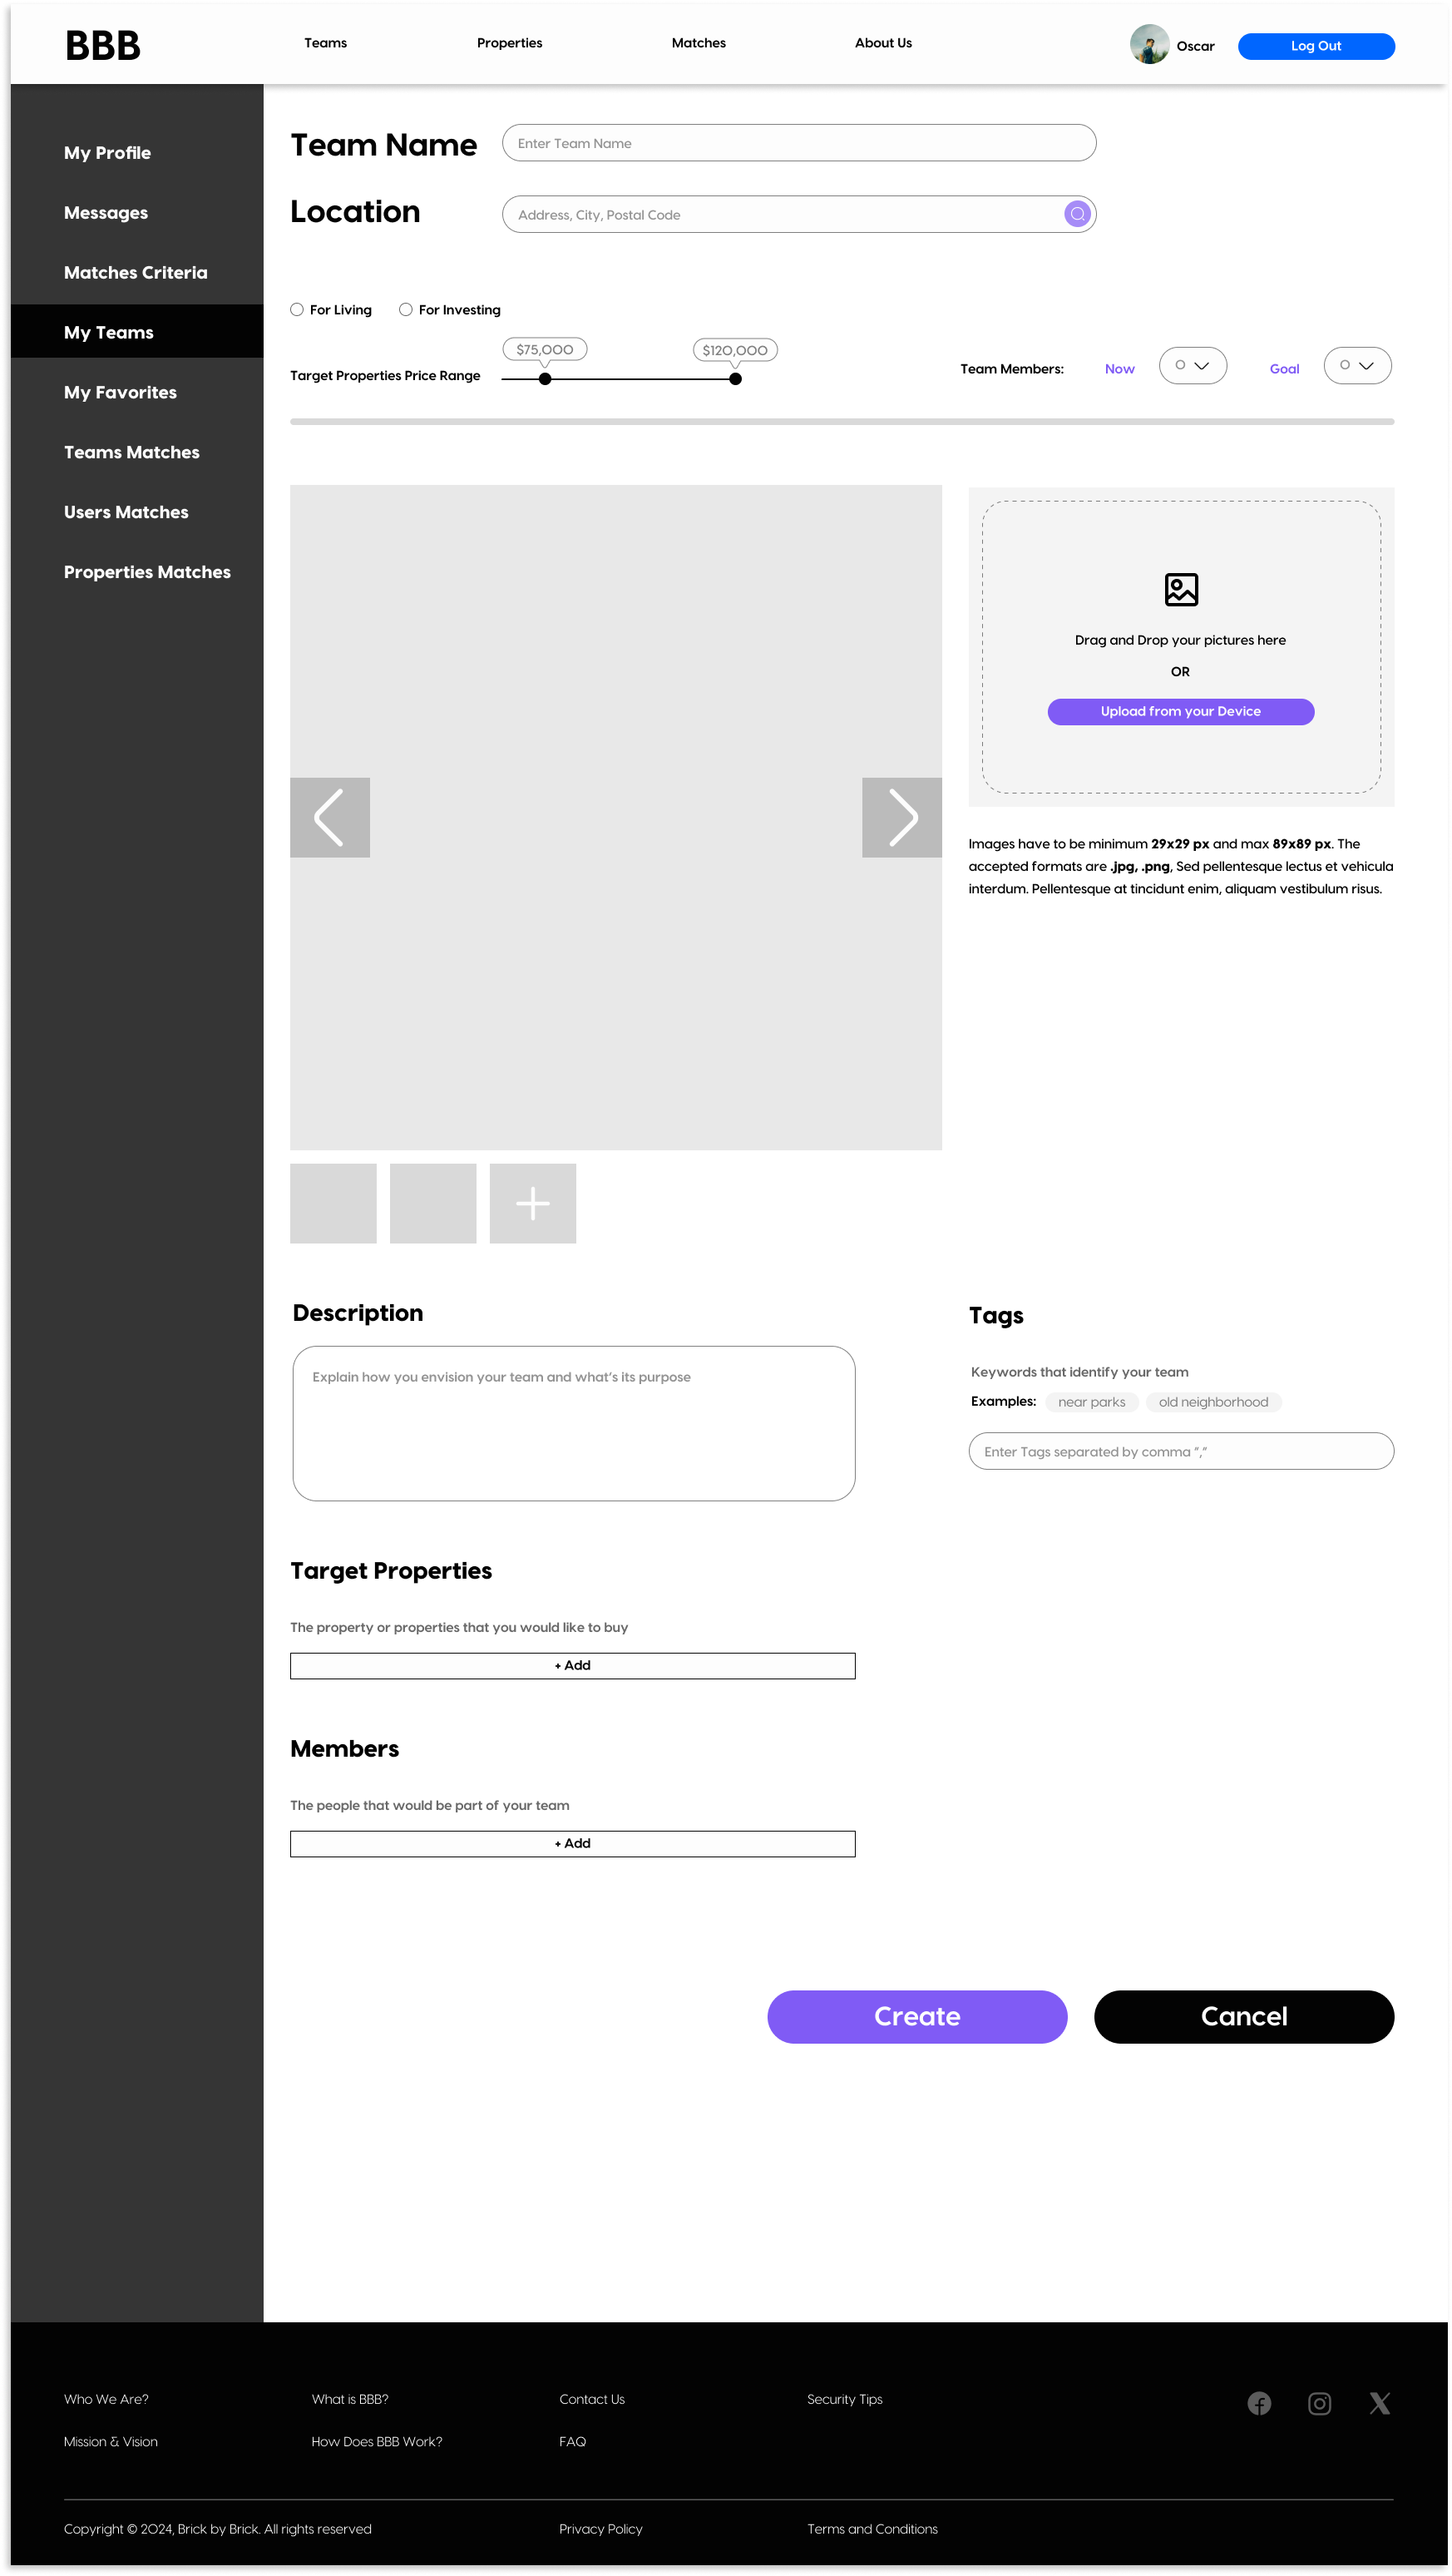 BBB
Teams
Properties
Matches
About Us
Oscar
Log Out
My Profile
Messages
Matches Criteria
My Teams
My Favorites
Teams Matches
Users Matches
Properties Matches
Team Name
Enter Team Name
Location
Address, City, Postal Code
For Living
For Investing
Target Properties Price Range
$75,000
$120,000
Team Members:
Now
0
Goal
0
Drag and Drop your pictures here
OR
Upload from your Device
Images have to be minimum 29x29 px and max 89x89 px. The
accepted formats are .jpg, .png, Sed pellentesque lectus et vehicula
interdum. Pellentesque at tincidunt enim, aliquam vestibulum risus.
Description
Explain how you envision your team and what's its purpose
Tags
Keywords that identify your team
Examples:
near parks
old neighborhood
Enter Tags separated by comma ","
Target Properties
The property or properties that you would like to buy
+ Add
Members
The people that would be part of your team
+ Add
Create
Cancel
Who We Are?
What is BBB?
Contact Us
Security Tips
Mission & Vision
How Does BBB Work?
FAQ
Copyright © 2024, Brick by Brick. All rights reserved
Privacy Policy
Terms and Conditions